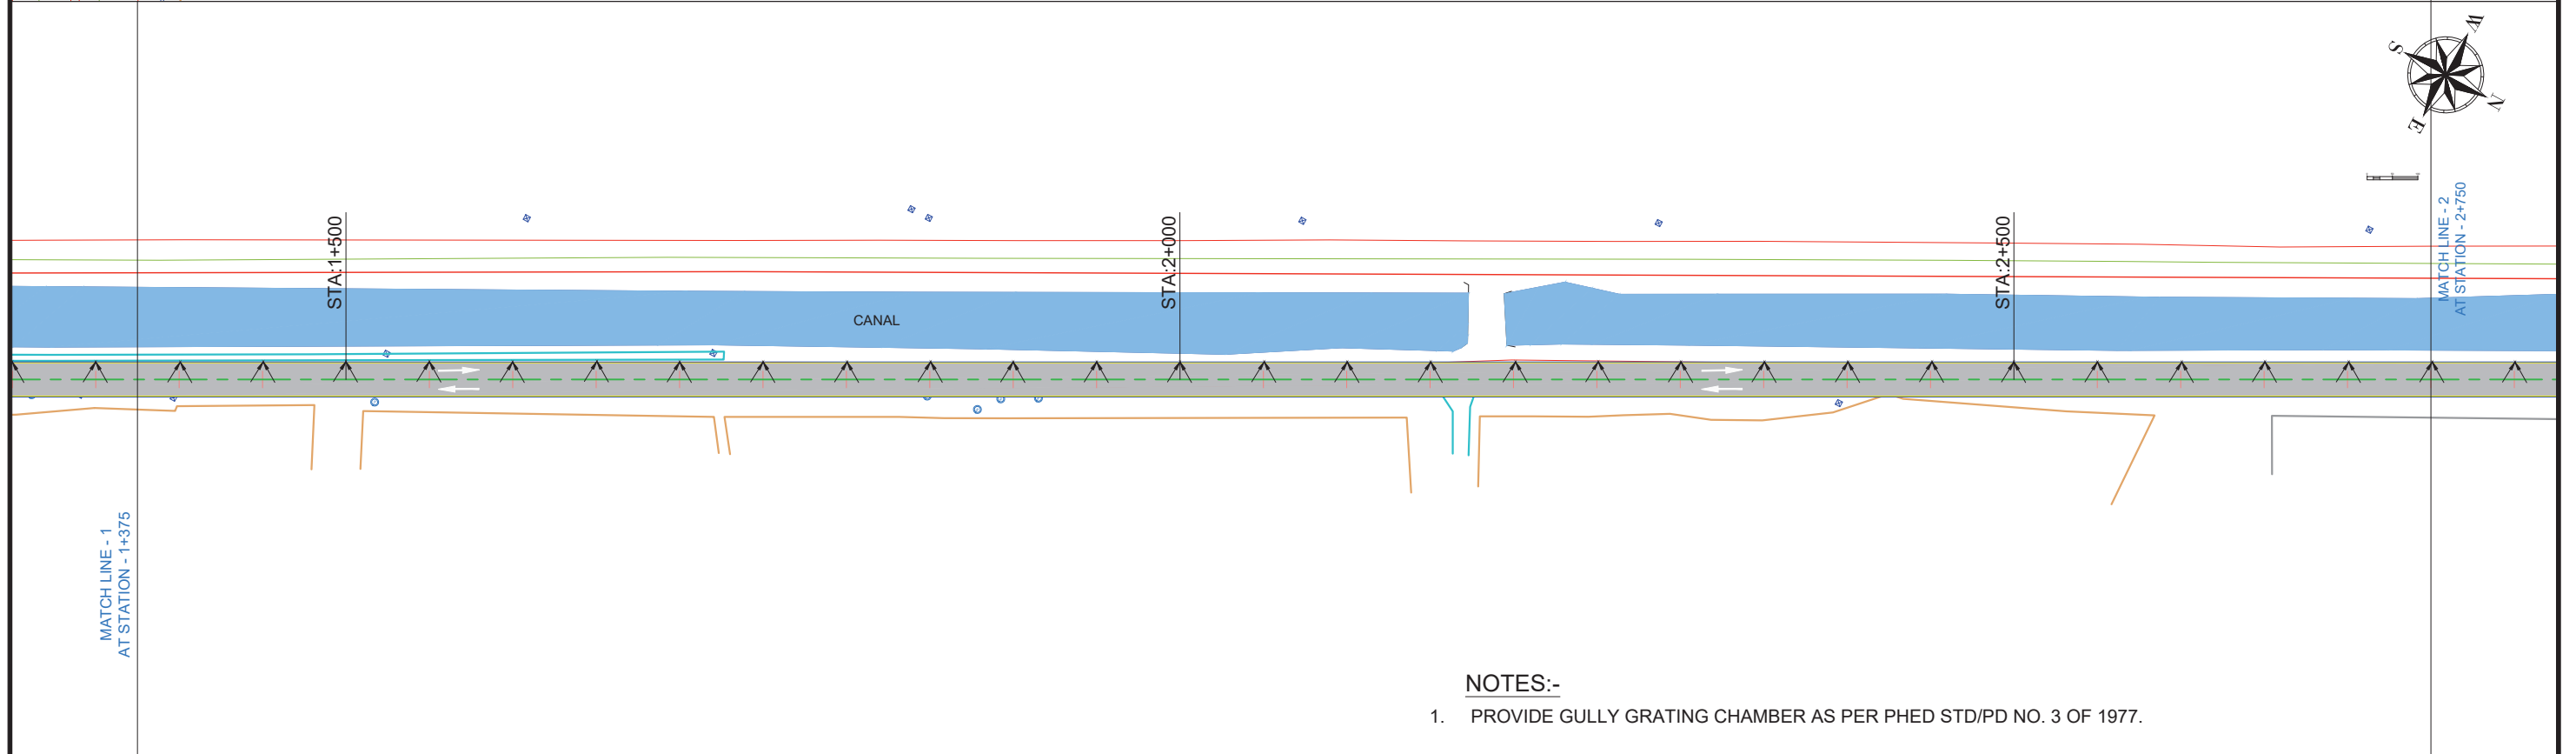 W
S
N
E
STA:1+500
STA:2+000
STA:2+500
MATCH LINE - 2
AT STATION - 2+750
CANAL
MATCH LINE - 1
AT STATION - 1+375
NOTES:-
1. PROVIDE GULLY GRATING CHAMBER AS PER PHED STD/PD NO. 3 OF 1977.